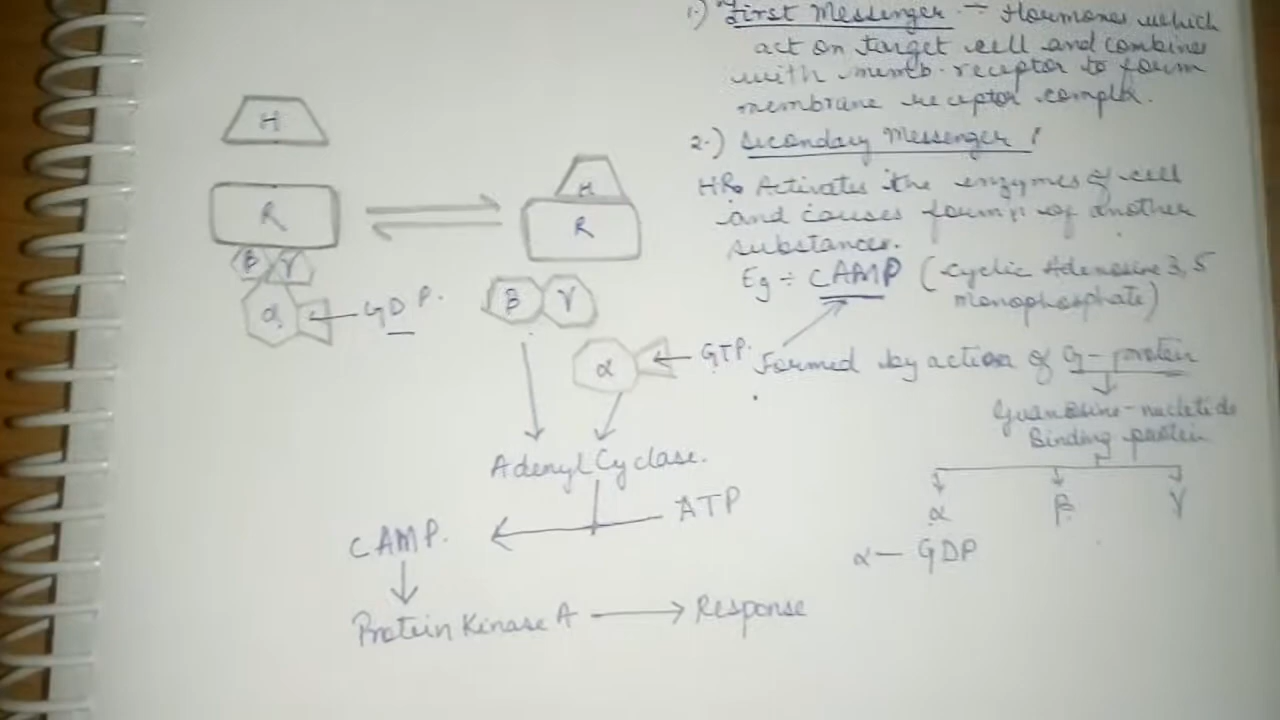 1.) First Messenger - Hormones which
act on target cell and combines
with memb. receptor to form
membrane receptor complex.
2.) Secondary Messenger
HR. Activates the enzymes of cell
and causes form n of another
substances.
Eg ÷ CAMP (cyclic Adenosine 3,5
monophosphate)
Formed by action of G-protein
Guanosine-nucleotide
Binding protein
α β γ
α — GDP
H
R
β γ
α GDP.
H
R
β γ
α GTP.
Adenyl Cyclase.
ATP
CAMP.
Protein Kinase A Response